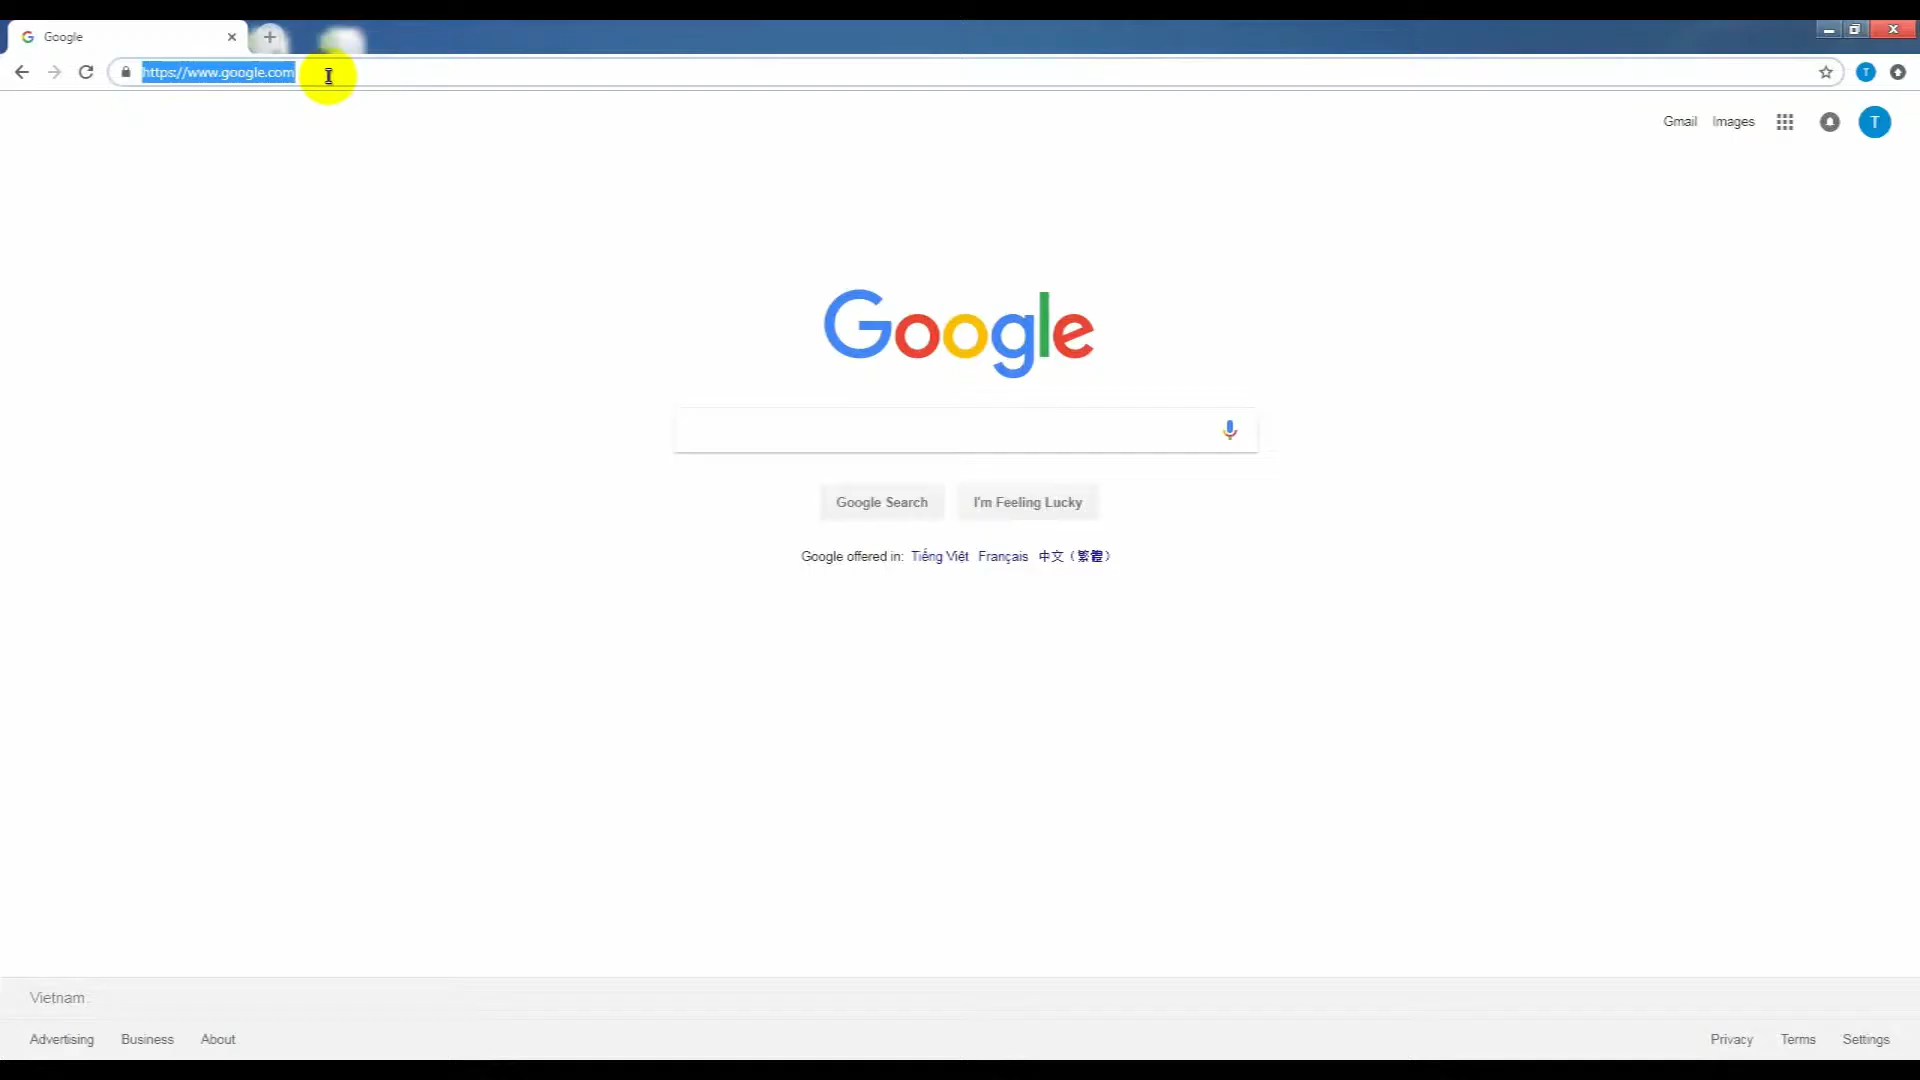 Google
https://www.google.com
T
Gmail Images T
Google
Google Search I'm Feeling Lucky
Google offered in: Tiếng Việt Français 中文（繁體）
Vietnam
Advertising Business About Privacy Terms Settings